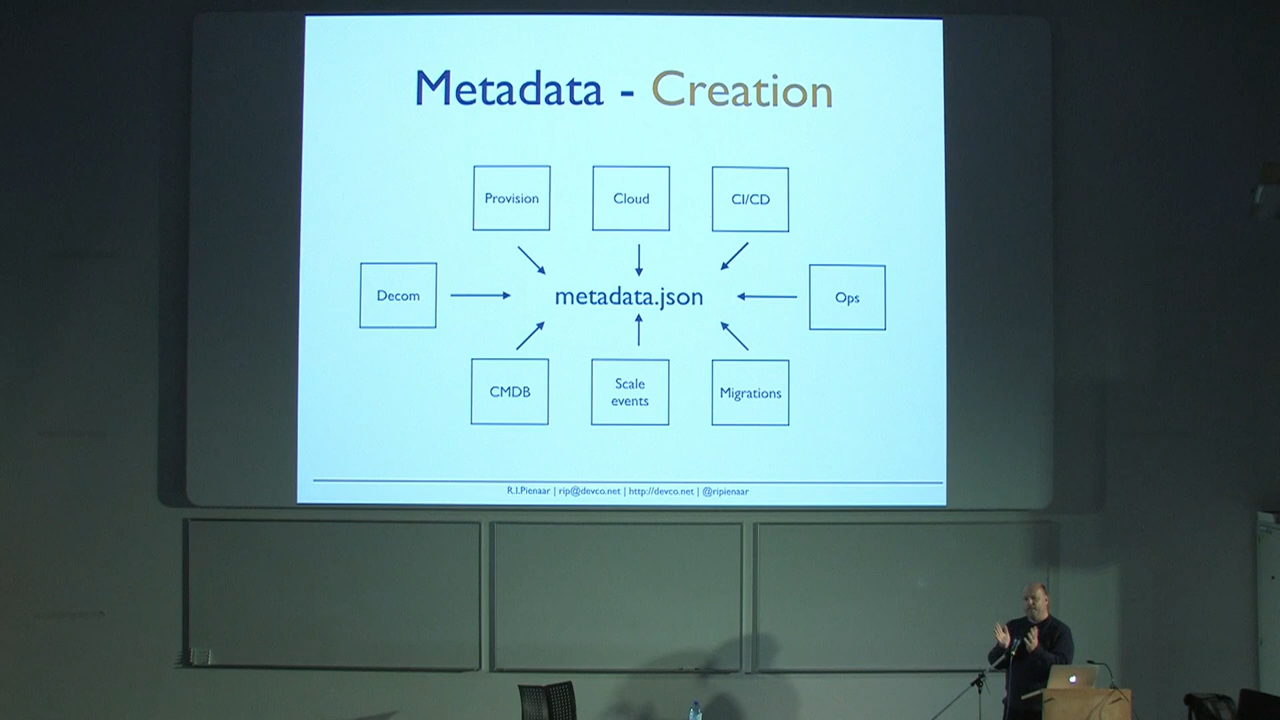 Metadata - Creation
Provision
Cloud
CI/CD
Decom
metadata.json
Ops
CMDB
Scale
events
Migrations
R.I.Pienaar | rip@devco.net | http://devco.net | @ripienaar